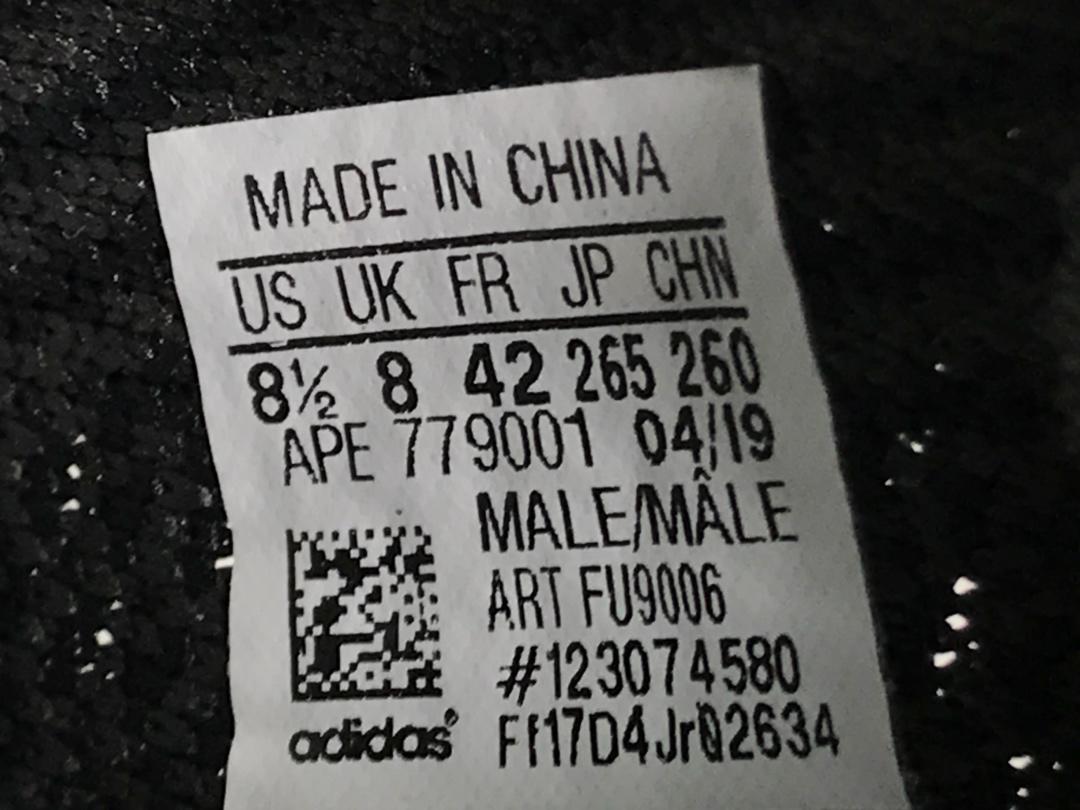 MADE IN CHINA
US UK FR JP CHN
8½ 8 42 265 260
APE 779001 04/19
MALE/MÂLE
ART FU9006
#123074580
Ff17D4Jr02634
adidas